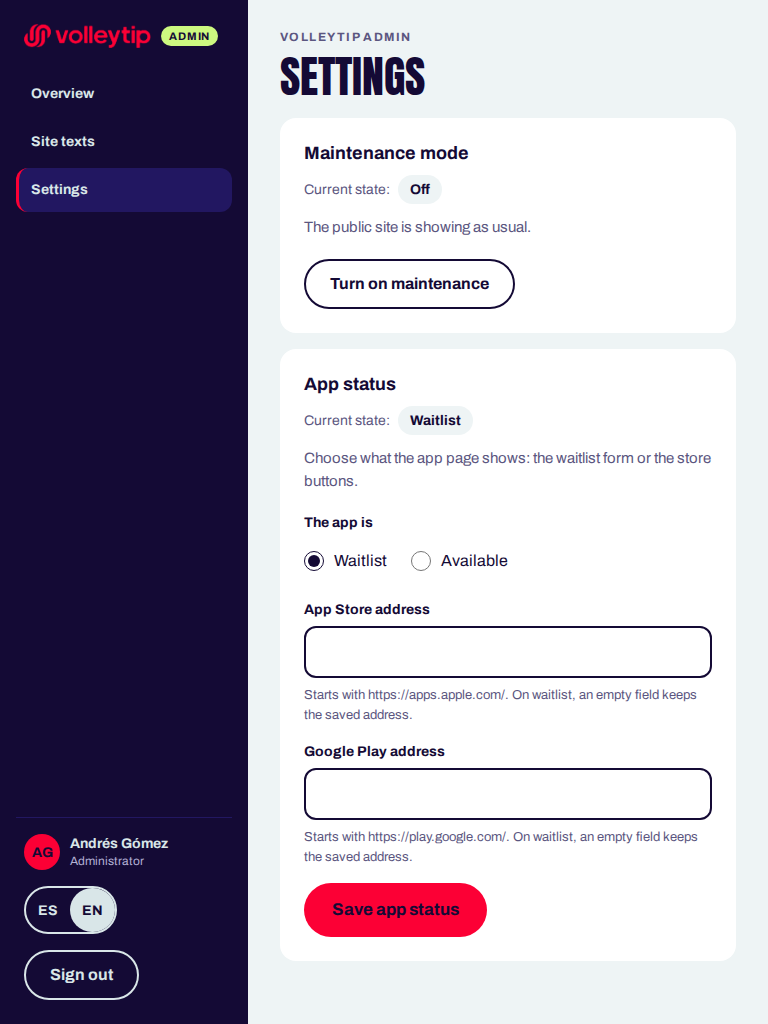 volleytip ADMIN
Overview
Site texts
Settings
AG
Andrés Gómez
Administrator
ES EN
Sign out
VOLLEYTIP ADMIN
SETTINGS
Maintenance mode
Current state: Off
The public site is showing as usual.
Turn on maintenance
App status
Current state: Waitlist
Choose what the app page shows: the waitlist form or the store
buttons.
The app is
Waitlist Available
App Store address
Starts with https://apps.apple.com/. On waitlist, an empty field keeps
the saved address.
Google Play address
Starts with https://play.google.com/. On waitlist, an empty field keeps
the saved address.
Save app status